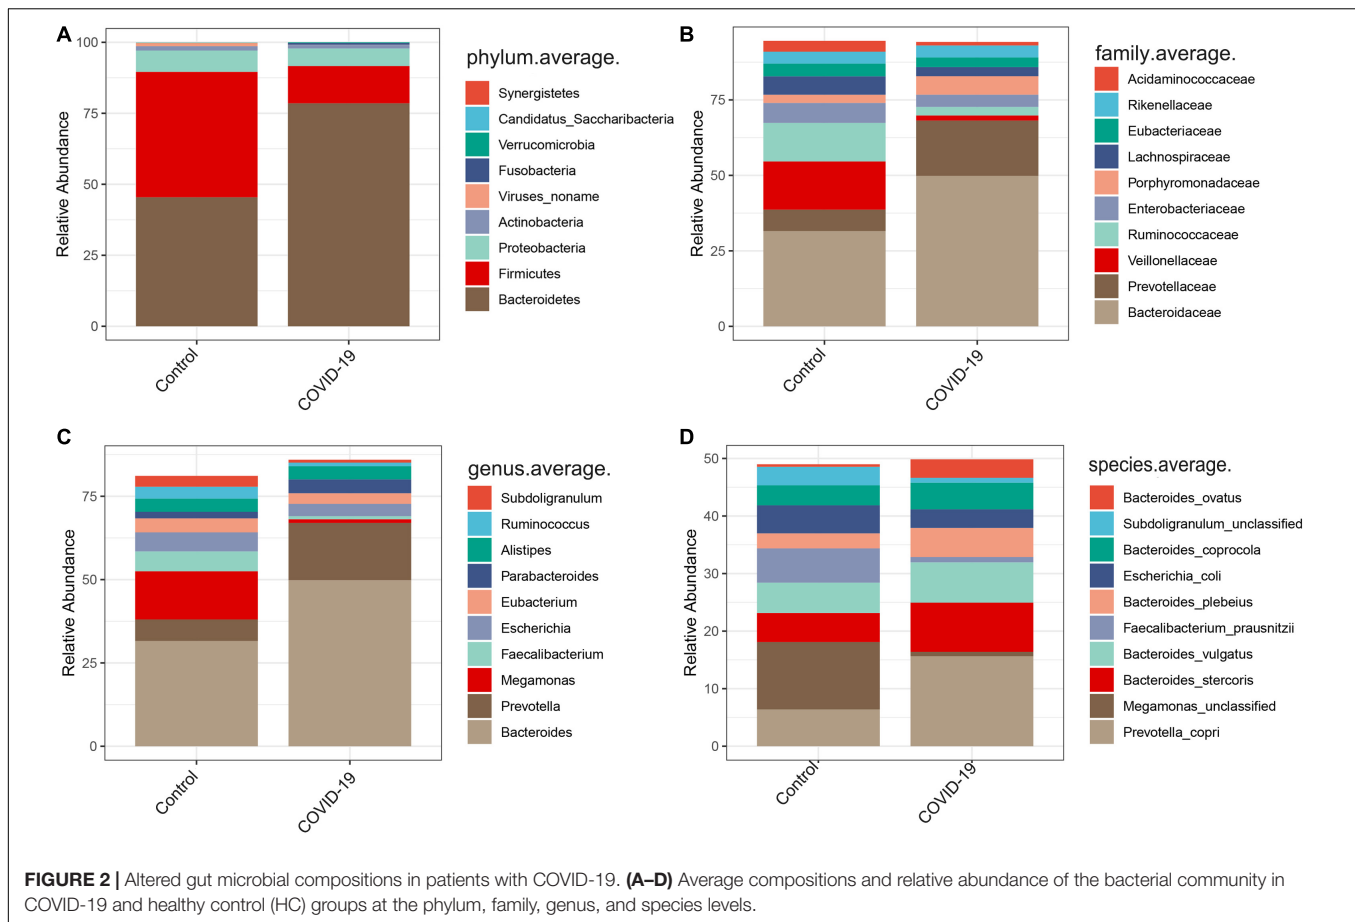 A
phylum.average.
Relative Abundance
100
75
50
25
0
Control
COVID-19
Synergistetes
Candidatus_Saccharibacteria
Verrucomicrobia
Fusobacteria
Viruses_noname
Actinobacteria
Proteobacteria
Firmicutes
Bacteroidetes
B
family.average.
Relative Abundance
75
50
25
0
Control
COVID-19
Acidaminococcaceae
Rikenellaceae
Eubacteriaceae
Lachnospiraceae
Porphyromonadaceae
Enterobacteriaceae
Ruminococcaceae
Veillonellaceae
Prevotellaceae
Bacteroidaceae
C
genus.average.
Relative Abundance
75
50
25
0
Control
COVID-19
Subdoligranulum
Ruminococcus
Alistipes
Parabacteroides
Eubacterium
Escherichia
Faecalibacterium
Megamonas
Prevotella
Bacteroides
D
species.average.
Relative Abundance
50
40
30
20
10
0
Control
COVID-19
Bacteroides_ovatus
Subdoligranulum_unclassified
Bacteroides_coprocola
Escherichia_coli
Bacteroides_plebeius
Faecalibacterium_prausnitzii
Bacteroides_vulgatus
Bacteroides_stercoris
Megamonas_unclassified
Prevotella_copri
FIGURE 2 | Altered gut microbial compositions in patients with COVID-19. (A–D) Average compositions and relative abundance of the bacterial community in
COVID-19 and healthy control (HC) groups at the phylum, family, genus, and species levels.